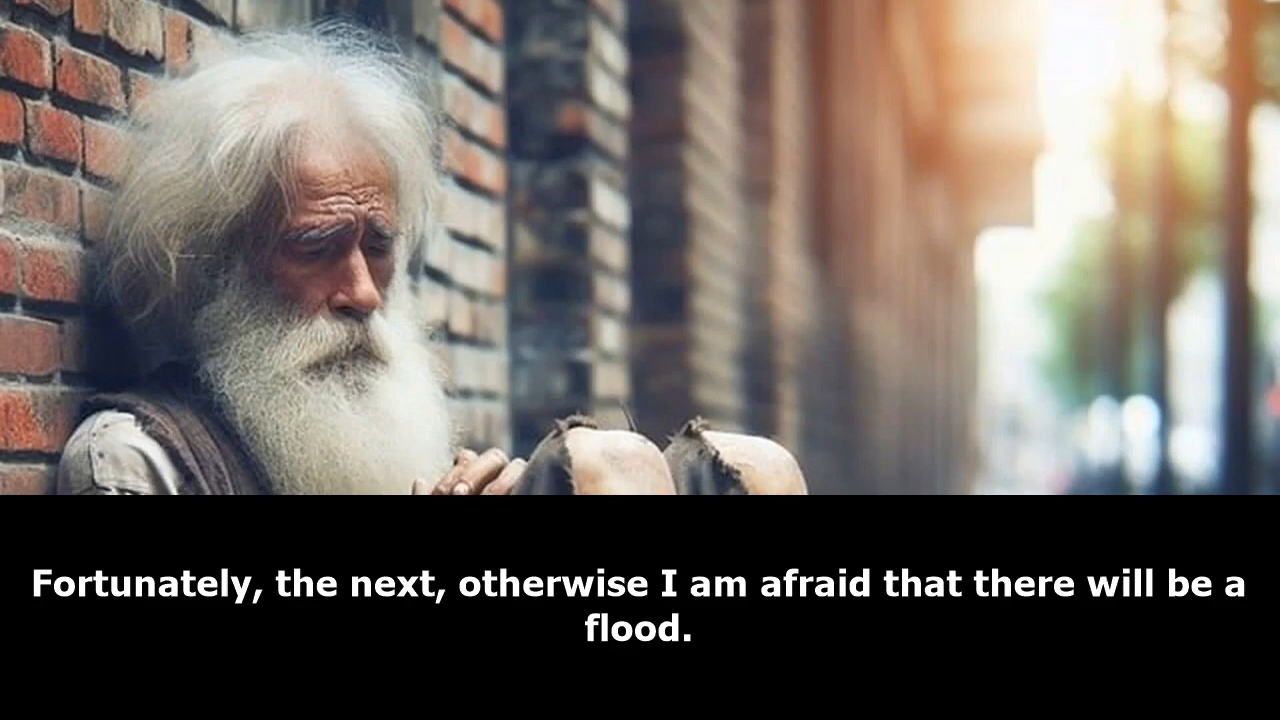 Fortunately, the next, otherwise I am afraid that there will be a
flood.